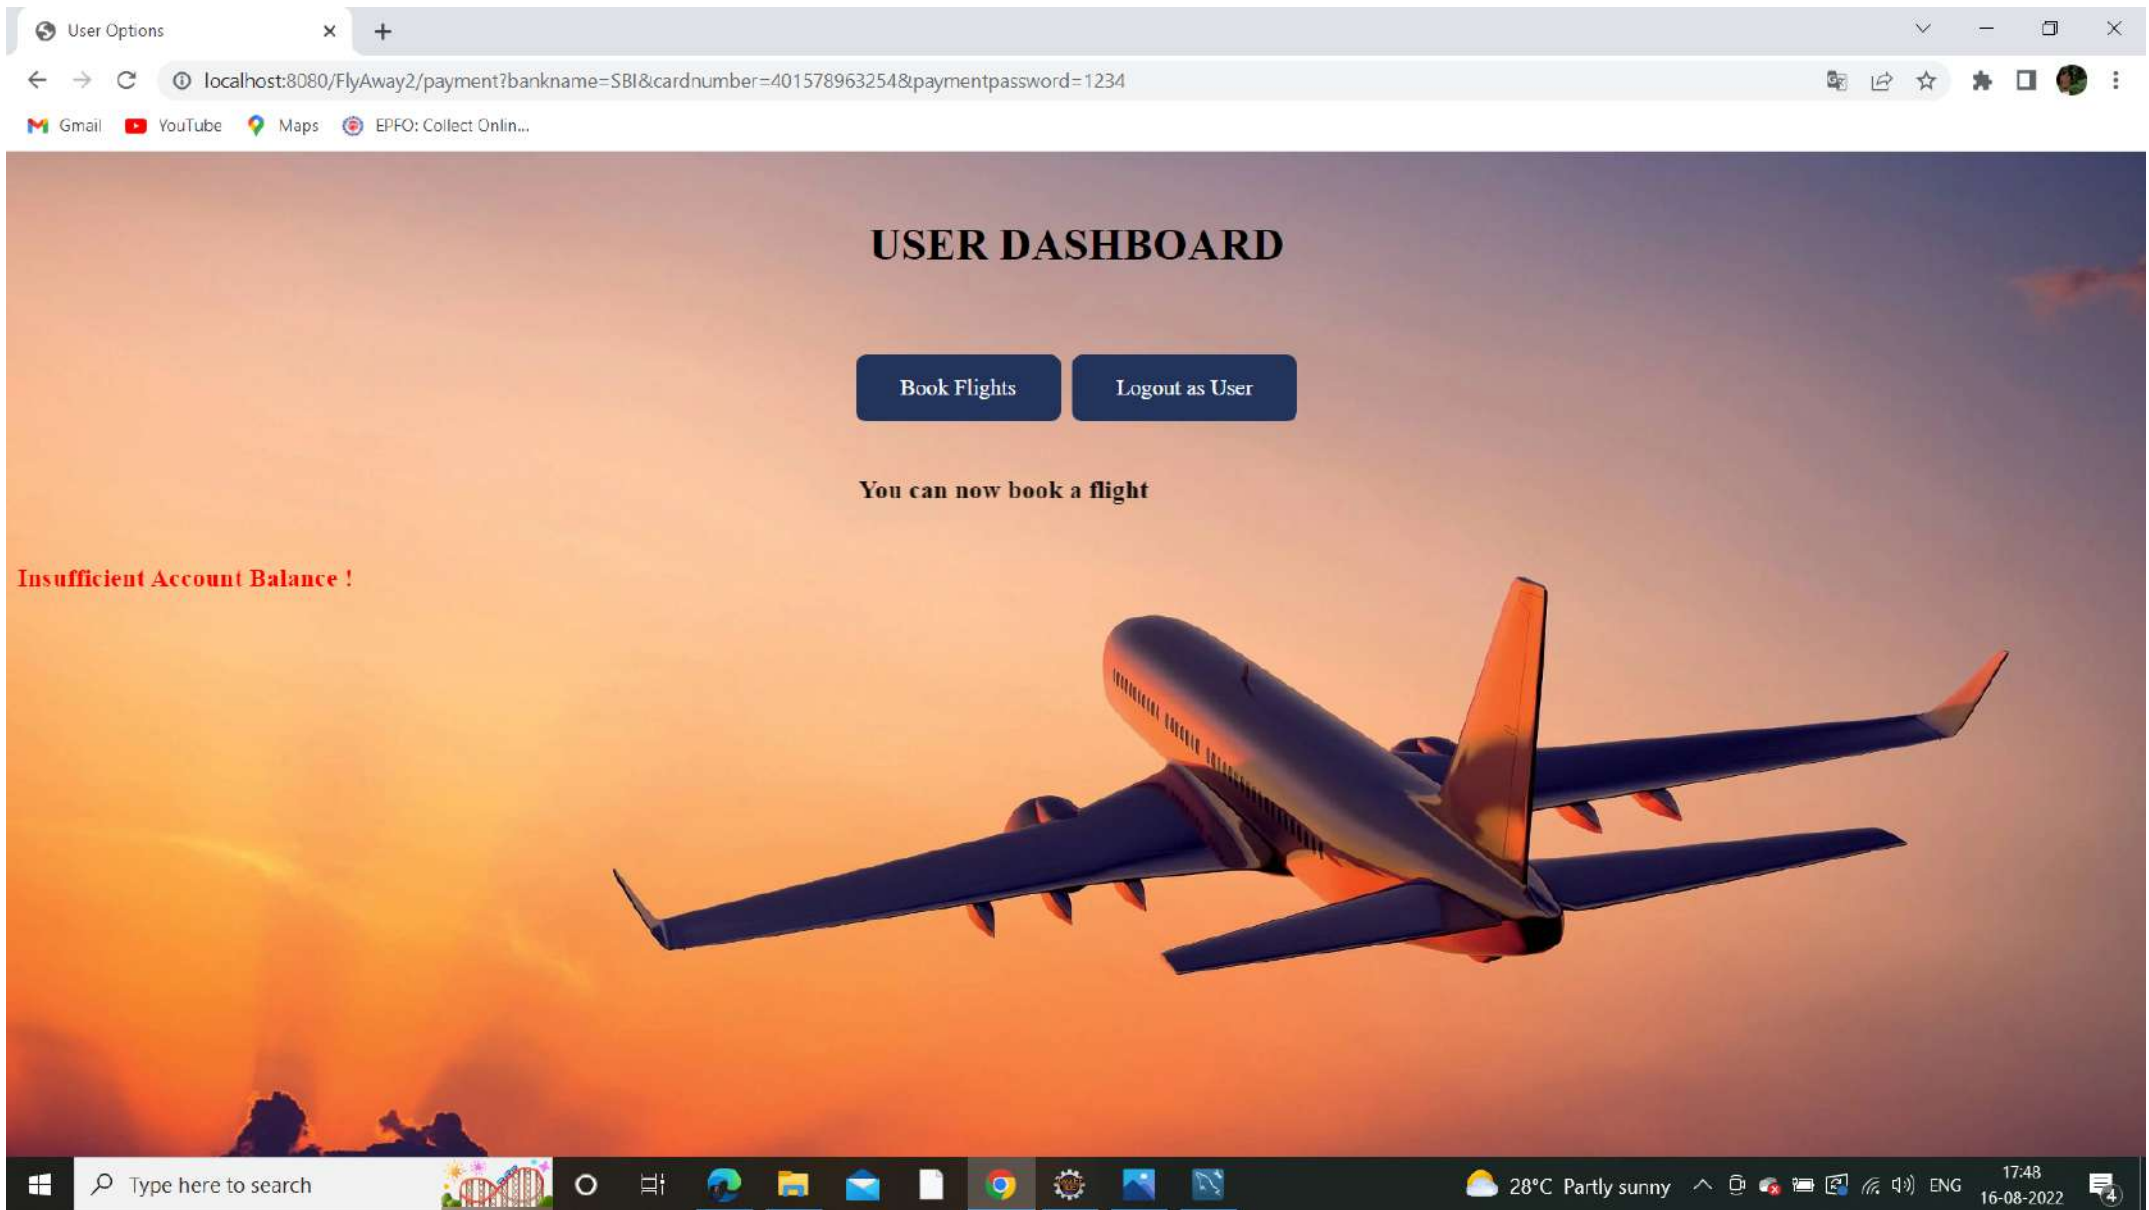 User Options
localhost:8080/FlyAway2/payment?bankname=SBI&cardnumber=401578963254&paymentpassword=1234
Gmail YouTube Maps EPFO: Collect Onlin...
USER DASHBOARD
Book Flights Logout as User
You can now book a flight
Insufficient Account Balance !
Type here to search
28°C Partly sunny ENG
17:48
16-08-2022
4